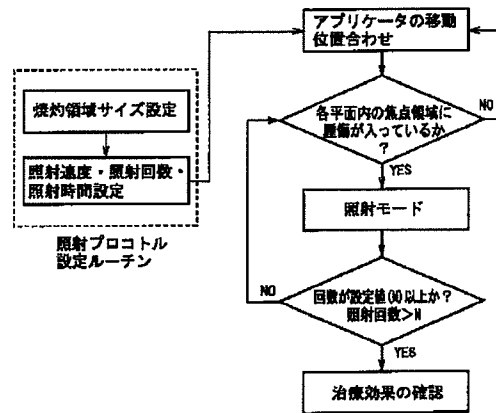 アプリケータの移動
位置合わせ
焼灼領域サイズ設定
照射速度・照射回数・
照射時間設定
照射プロコトル
設定ルーチン
各平面内の焦点領域に
腫瘍が入っているか
?
NO
YES
照射モード
NO
回数が設定値(N)以上か?
照射回数>N
YES
治療効果の確認